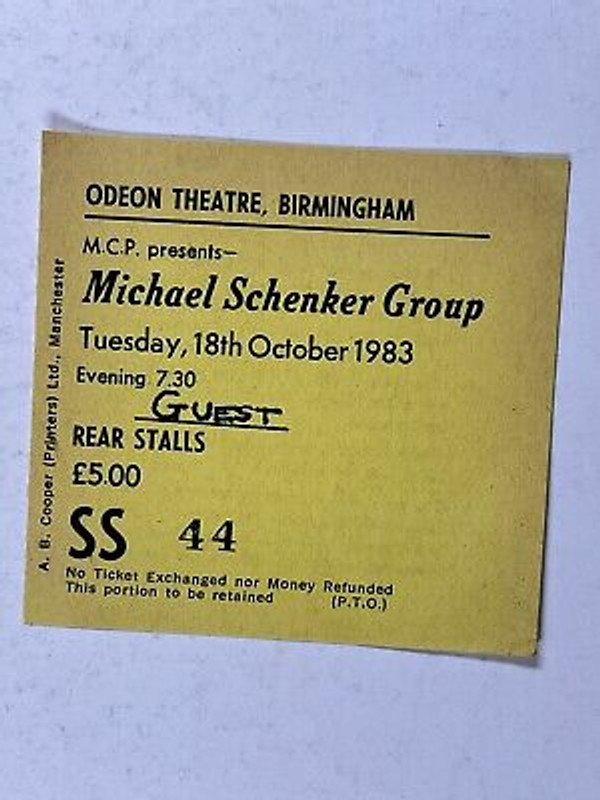 ODEON THEATRE, BIRMINGHAM
M.C.P. presents—
Michael Schenker Group
Tuesday, 18th October 1983
Evening 7.30
GUEST
REAR STALLS
£5.00
SS 44
No Ticket Exchanged nor Money Refunded
This portion to be retained (P.T.O.)
A. B. Cooper (Printers) Ltd., Manchester